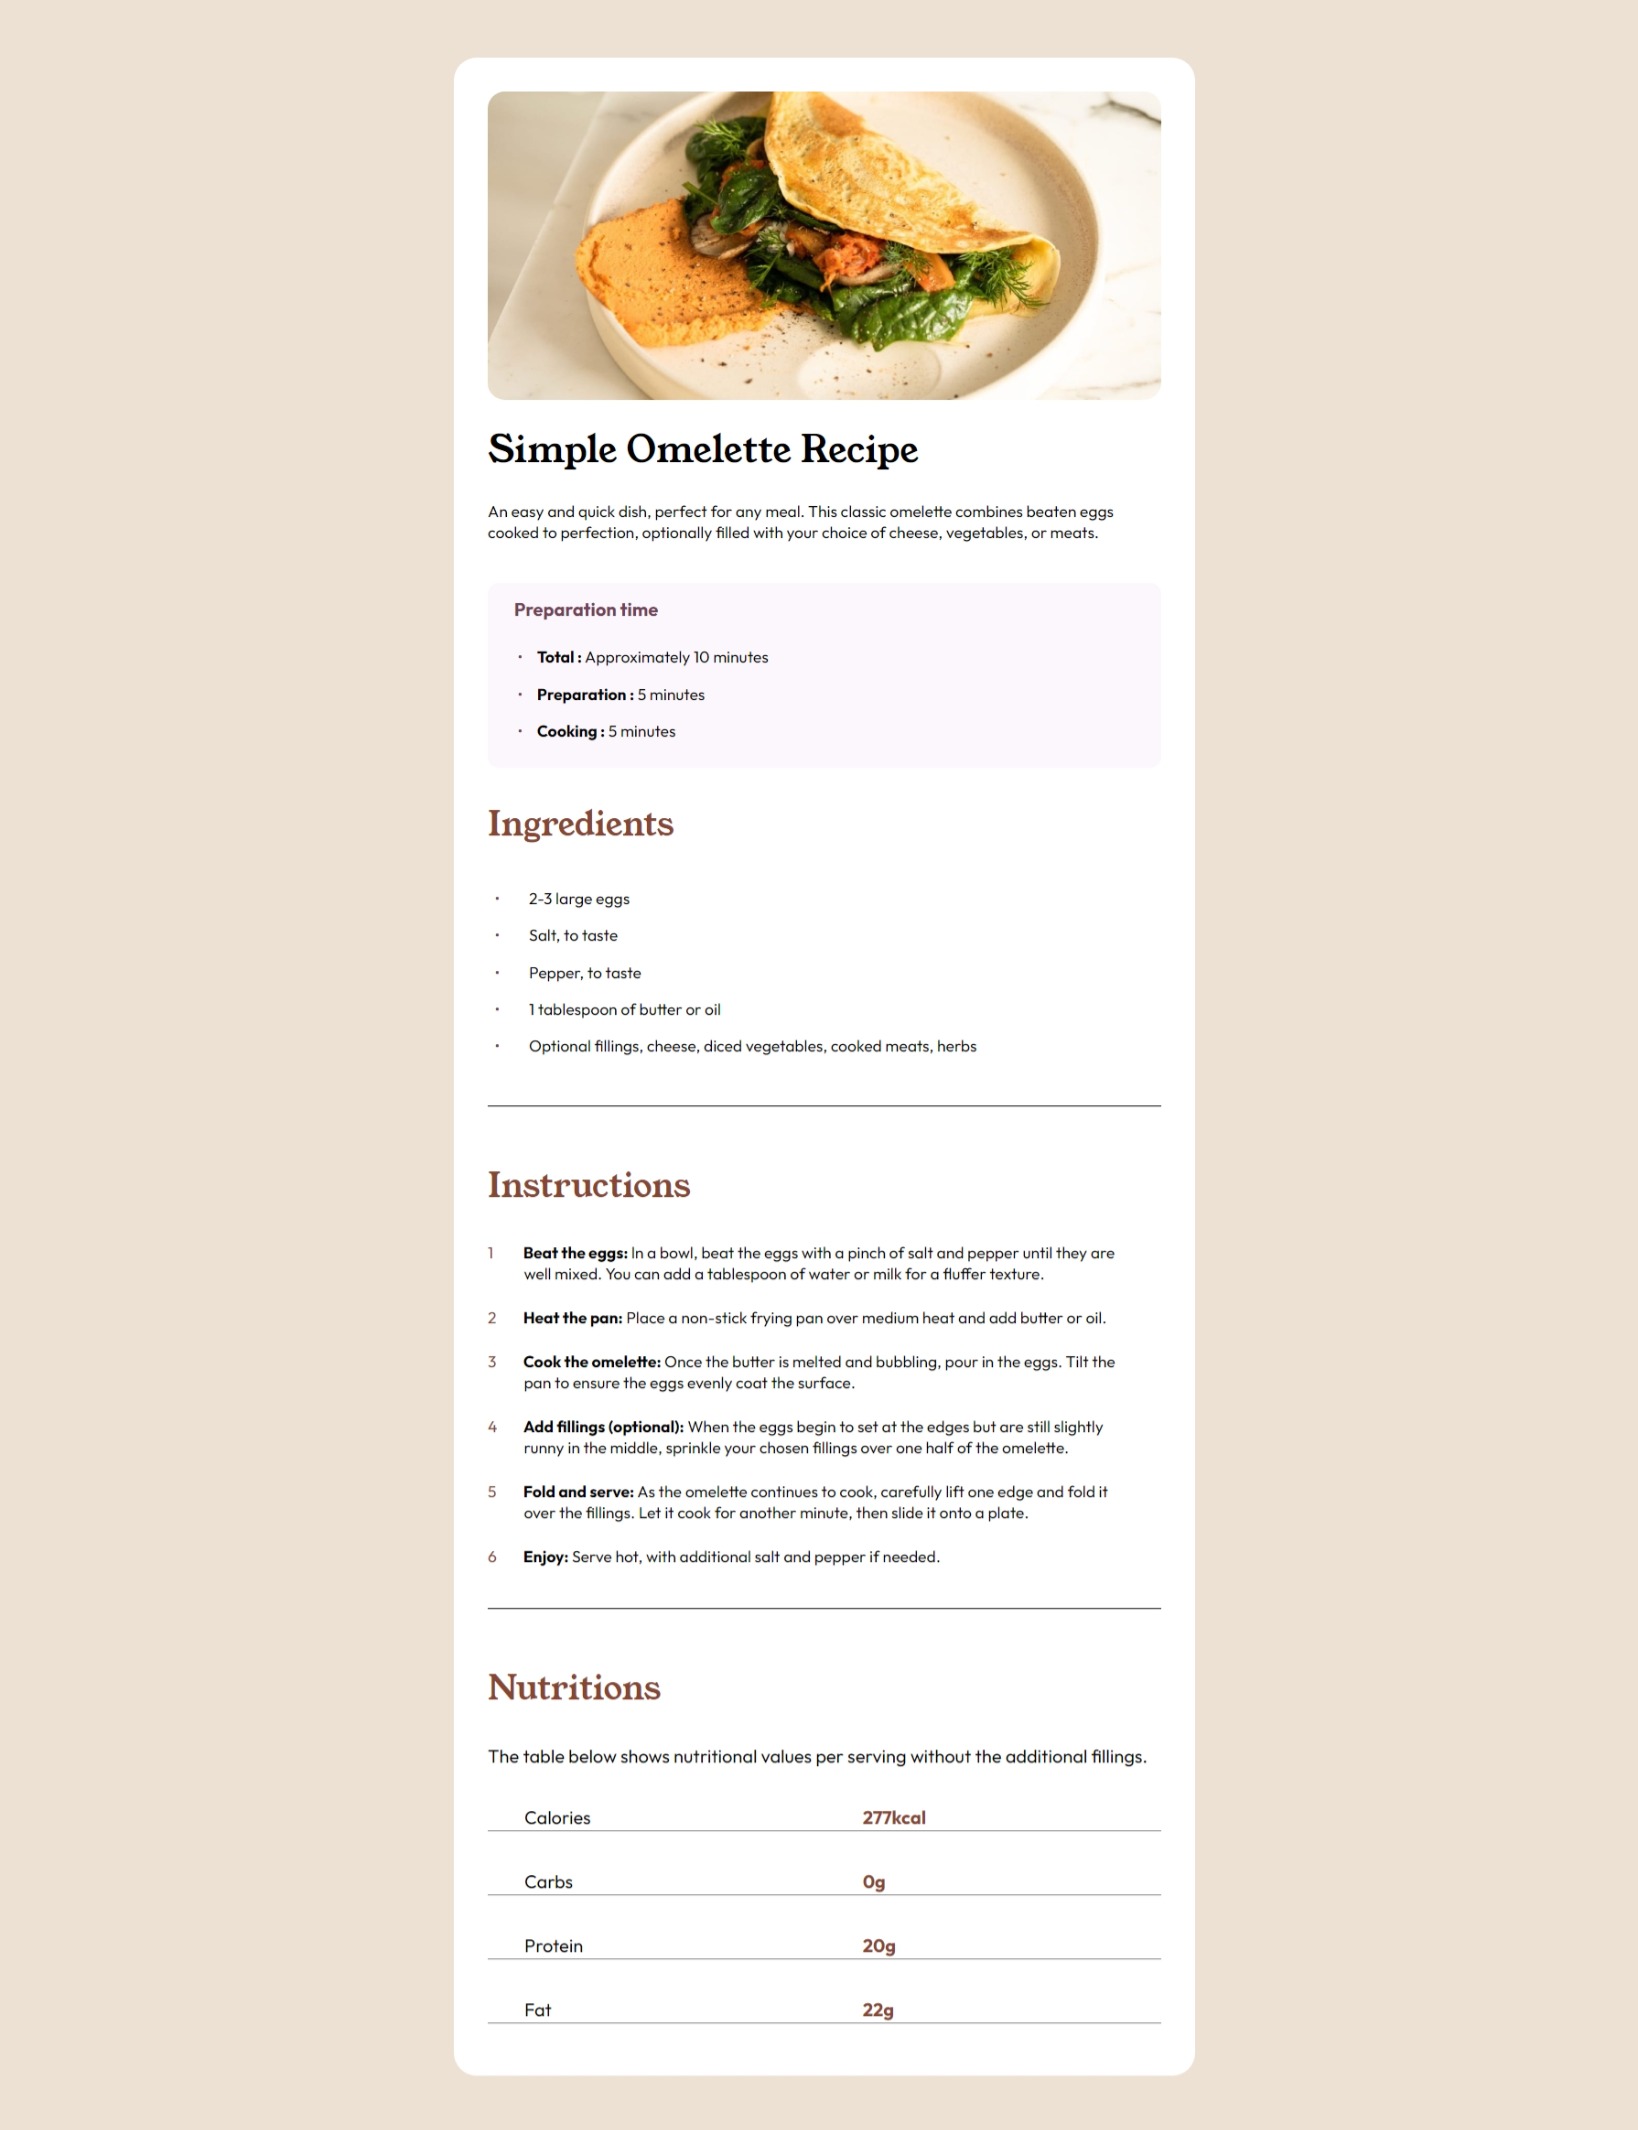 Simple Omelette Recipe
An easy and quick dish, perfect for any meal. This classic omelette combines beaten eggs
cooked to perfection, optionally filled with your choice of cheese, vegetables, or meats.
Preparation time
• Total : Approximately 10 minutes
• Preparation : 5 minutes
• Cooking : 5 minutes
Ingredients
• 2-3 large eggs
• Salt, to taste
• Pepper, to taste
• 1 tablespoon of butter or oil
• Optional fillings, cheese, diced vegetables, cooked meats, herbs
Instructions
1 Beat the eggs: In a bowl, beat the eggs with a pinch of salt and pepper until they are
well mixed. You can add a tablespoon of water or milk for a fluffer texture.
2 Heat the pan: Place a non-stick frying pan over medium heat and add butter or oil.
3 Cook the omelette: Once the butter is melted and bubbling, pour in the eggs. Tilt the
pan to ensure the eggs evenly coat the surface.
4 Add fillings (optional): When the eggs begin to set at the edges but are still slightly
runny in the middle, sprinkle your chosen fillings over one half of the omelette.
5 Fold and serve: As the omelette continues to cook, carefully lift one edge and fold it
over the fillings. Let it cook for another minute, then slide it onto a plate.
6 Enjoy: Serve hot, with additional salt and pepper if needed.
Nutritions
The table below shows nutritional values per serving without the additional fillings.
Calories 277kcal
Carbs 0g
Protein 20g
Fat 22g